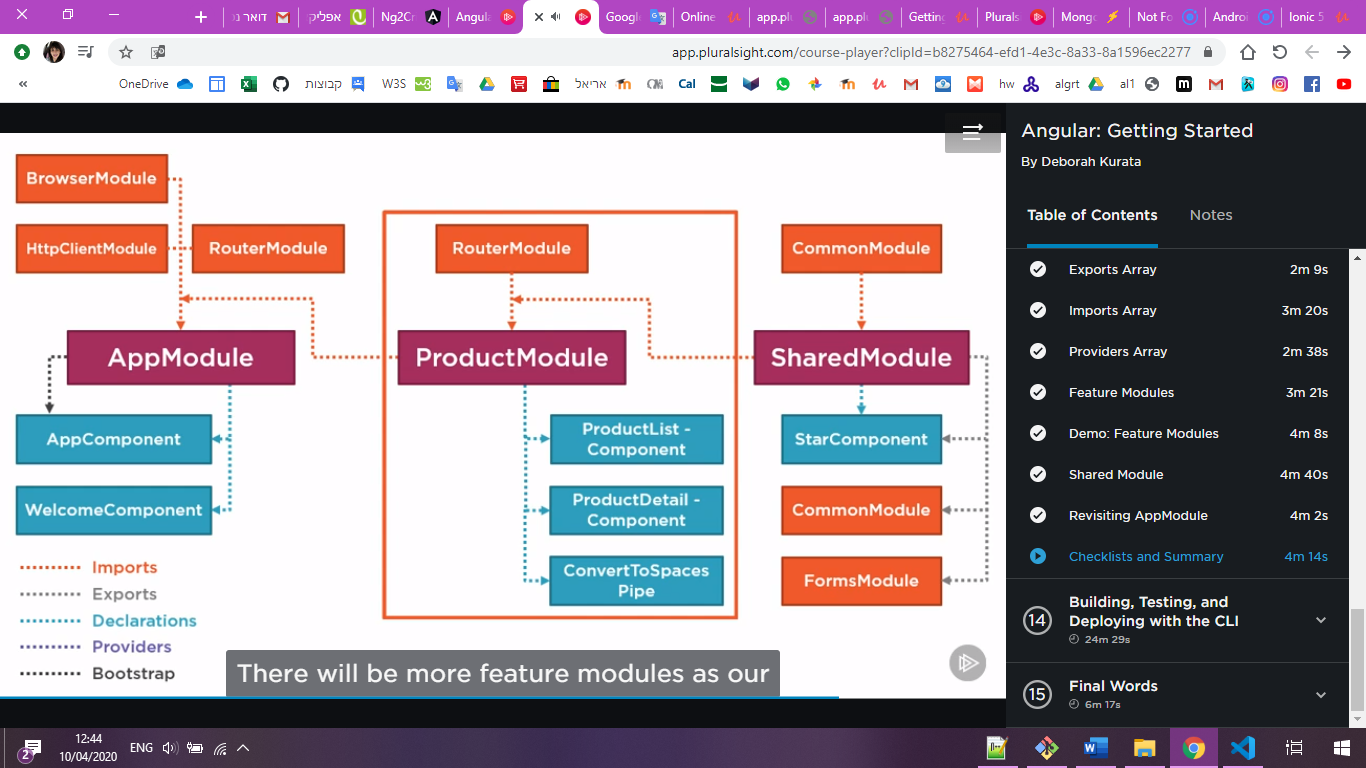 דואר נכ
אפליק
Ng2Cr
Angula
Googl
Online
app.plu
app.plu
Getting
Plurals
Mong
Not Fo
Androi
Ionic 5
app.pluralsight.com/course-player?clipId=b8275464-efd1-4e3c-8a33-8a1596ec2277
OneDrive
קבוצות
W3S
אריאל
Cal
hw
algrt
al1
BrowserModule
HttpClientModule
RouterModule
RouterModule
CommonModule
AppModule
ProductModule
SharedModule
AppComponent
ProductList -
Component
StarComponent
WelcomeComponent
ProductDetail -
Component
CommonModule
ConvertToSpaces
Pipe
FormsModule
Imports
Exports
Declarations
Providers
Bootstrap
There will be more feature modules as our
Angular: Getting Started
By Deborah Kurata
Table of Contents
Notes
Exports Array 2m 9s
Imports Array 3m 20s
Providers Array 2m 38s
Feature Modules 3m 21s
Demo: Feature Modules 4m 8s
Shared Module 4m 40s
Revisiting AppModule 4m 2s
Checklists and Summary 4m 14s
14
Building, Testing, and
Deploying with the CLI
24m 29s
15
Final Words
6m 17s
2
12:44
10/04/2020
ENG